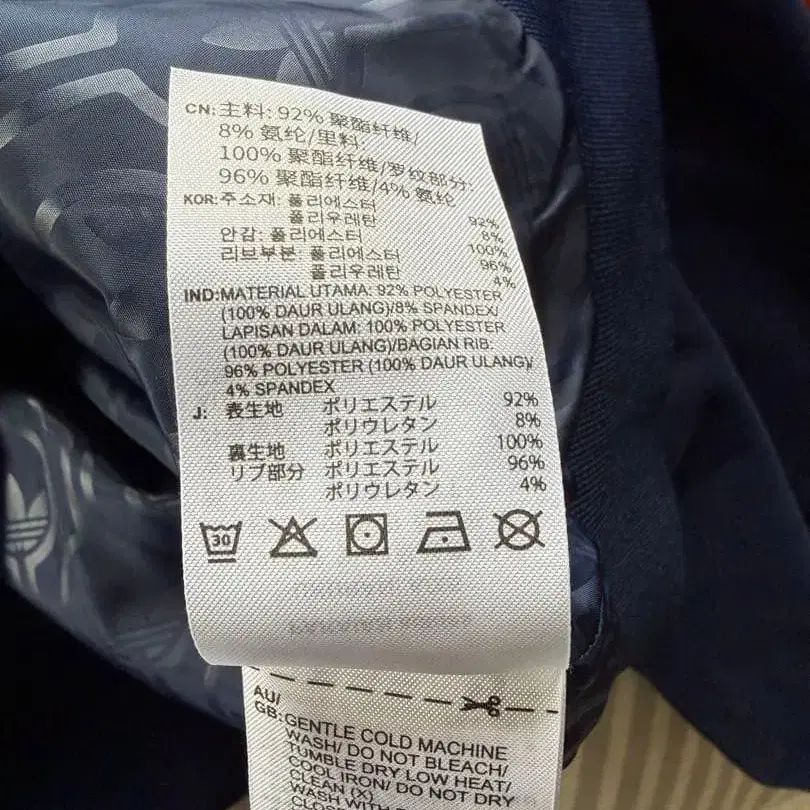 CN: 主料: 92% 聚酯纤维/
8% 氨纶/里料:
100% 聚酯纤维/罗纹部分:
96% 聚酯纤维/4% 氨纶
KOR: 주소재: 폴리에스터 92%
폴리우레탄 8%
안감: 폴리에스터 100%
리브부분: 폴리에스터 96%
폴리우레탄 4%
IND: MATERIAL UTAMA: 92% POLYESTER
(100% DAUR ULANG)/8% SPANDEX/
LAPISAN DALAM: 100% POLYESTER
(100% DAUR ULANG)/BAGIAN RIB:
96% POLYESTER (100% DAUR ULANG)/
4% SPANDEX
J: 表生地 ポリエステル 92%
ポリウレタン 8%
裏生地 ポリエステル 100%
リブ部分 ポリエステル 96%
ポリウレタン 4%
30
AU/
GB: GENTLE COLD MACHINE
WASH/ DO NOT BLEACH/
TUMBLE DRY LOW HEAT/
COOL IRON/ DO NOT DRY
CLEAN (X)
WASH WITH